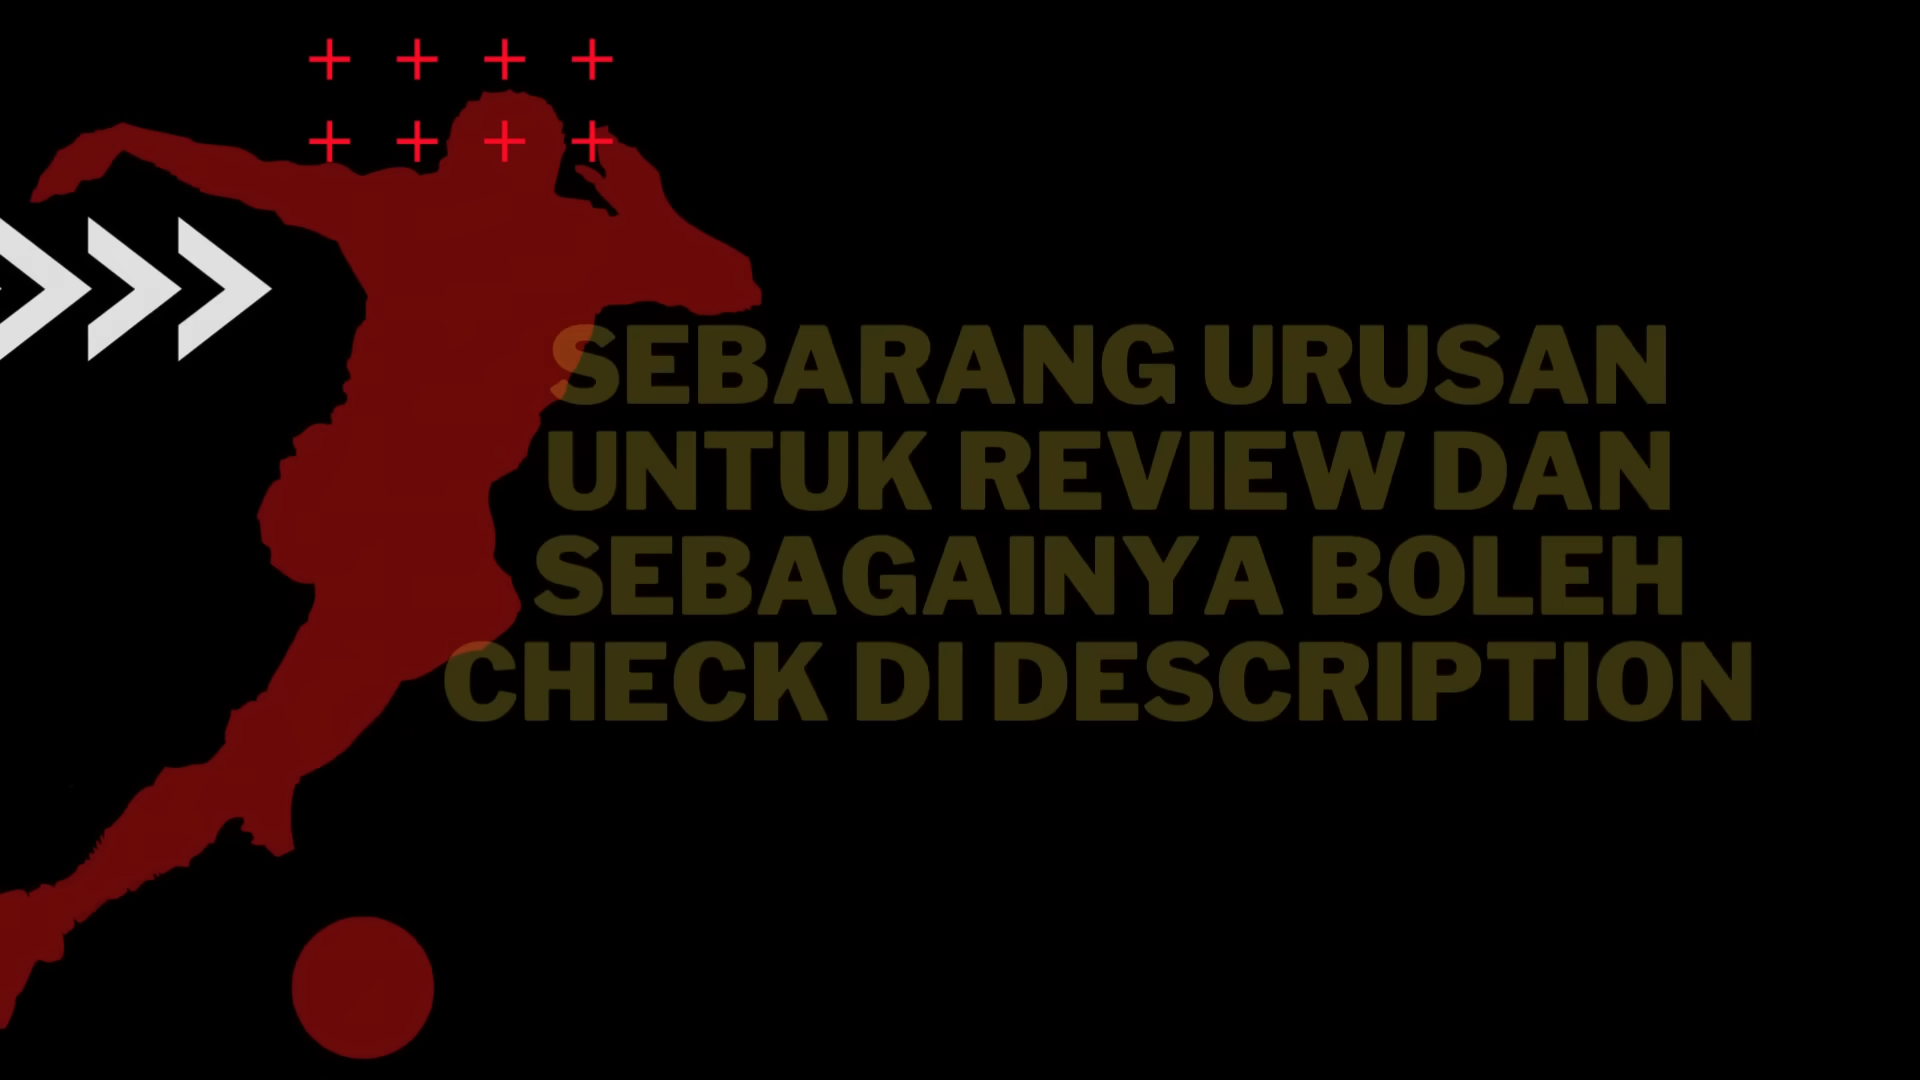 SEBARANG URUSAN
UNTUK REVIEW DAN
SEBAGAINYA BOLEH
CHECK DI DESCRIPTION